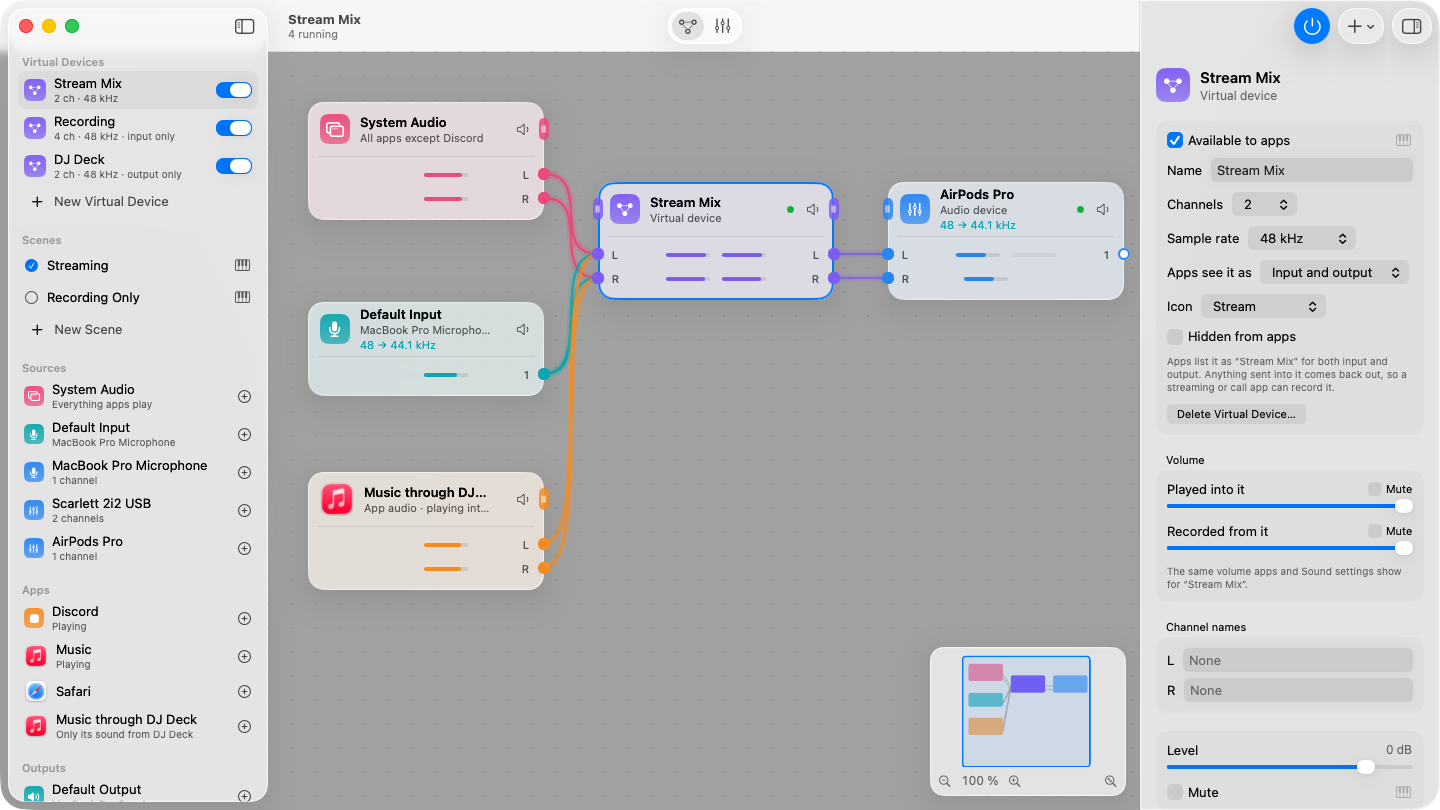 Virtual Devices
Stream Mix
2 ch · 48 kHz
Recording
4 ch · 48 kHz · input only
DJ Deck
2 ch · 48 kHz · output only
New Virtual Device
Scenes
Streaming
Recording Only
New Scene
Sources
System Audio
Everything apps play
Default Input
MacBook Pro Microphone
MacBook Pro Microphone
1 channel
Scarlett 2i2 USB
2 channels
AirPods Pro
1 channel
Apps
Discord
Playing
Music
Playing
Safari
Music through DJ Deck
Only its sound from DJ Deck
Outputs
Default Output
Stream Mix
4 running
System Audio
All apps except Discord
L
R
Default Input
MacBook Pro Micropho...
48 → 44.1 kHz
1
Music through DJ...
App audio · playing int...
L
R
Stream Mix
Virtual device
L L
R R
AirPods Pro
Audio device
48 → 44.1 kHz
L 1
R
100 %
Stream Mix
Virtual device
Available to apps
Name Stream Mix
Channels 2
Sample rate 48 kHz
Apps see it as Input and output
Icon Stream
Hidden from apps
Apps list it as “Stream Mix” for both input and
output. Anything sent into it comes back out, so a
streaming or call app can record it.
Delete Virtual Device...
Volume
Played into it Mute
Recorded from it Mute
The same volume apps and Sound settings show
for “Stream Mix”.
Channel names
L None
R None
Level 0 dB
Mute